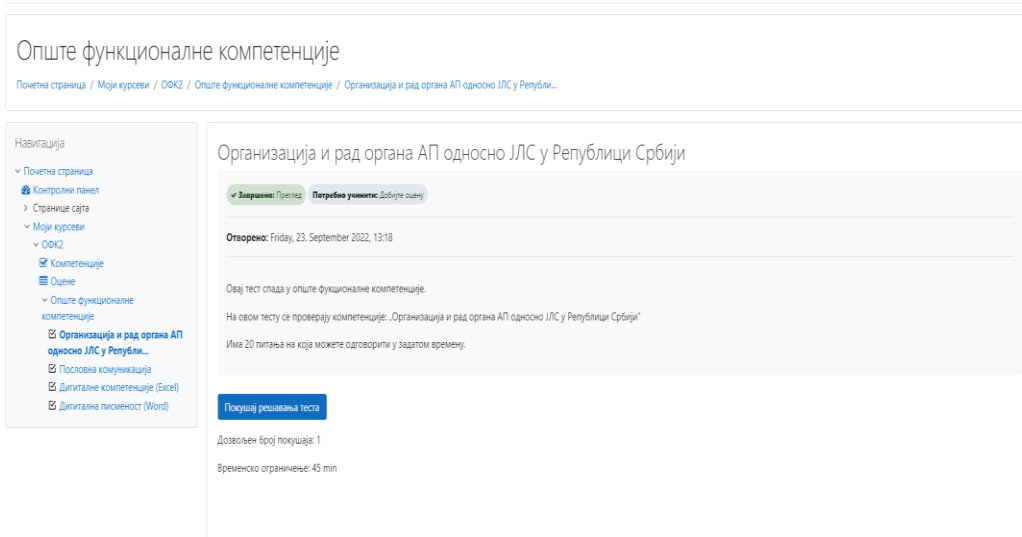 Опште функционалне компетенције
Почетна страница / Моји курсеви / ОФК2 / Опште функционалне компетенције / Организација и рад органа АП односно ЈЛС у Републи...
Навигација
Почетна страница
Контролни панел
Странице сајта
Моји курсеви
ОФК2
Компетенције
Оцене
Опште функционалне
компетенције
Организација и рад органа АП
односно ЈЛС у Републи...
Пословна комуникација
Дигиталне компетенције (Excel)
Дигитална писменост (Word)
Организација и рад органа АП односно ЈЛС у Републици Србији
Завршено: Преглед Потребно учинити: Добијте оцену
Отворено: Friday, 23. September 2022, 13:18
Овај тест спада у опште фукционалне компетенције.
На овом тесту се проверају компетенције: „Организација и рад органа АП односно ЈЛС у Републици Србији"
Има 20 питања на која можете одговорити у задатом времену.
Покушај решавања теста
Дозвољен број покушаја: 1
Временско ограничење: 45 min